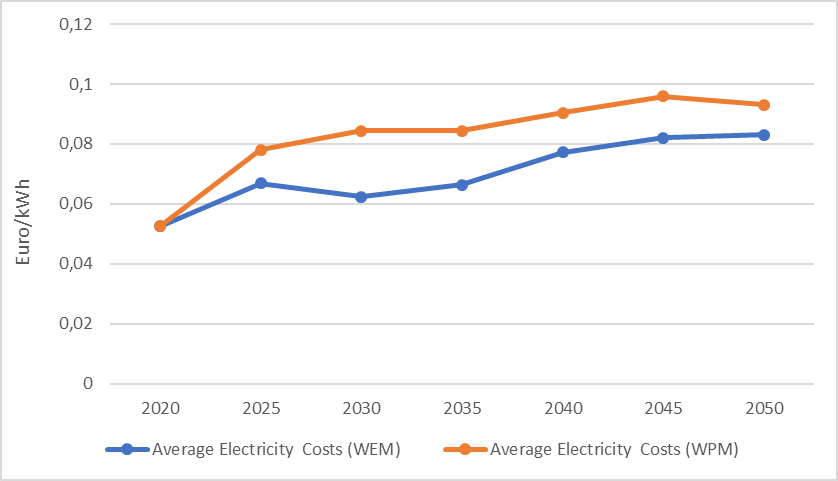 0,12
0,1
0,08
0,06
0,04
0,02
0
Euro/kWh
2020 2025 2030 2035 2040 2045 2050
Average Electricity Costs (WEM) Average Electricity Costs (WPM)